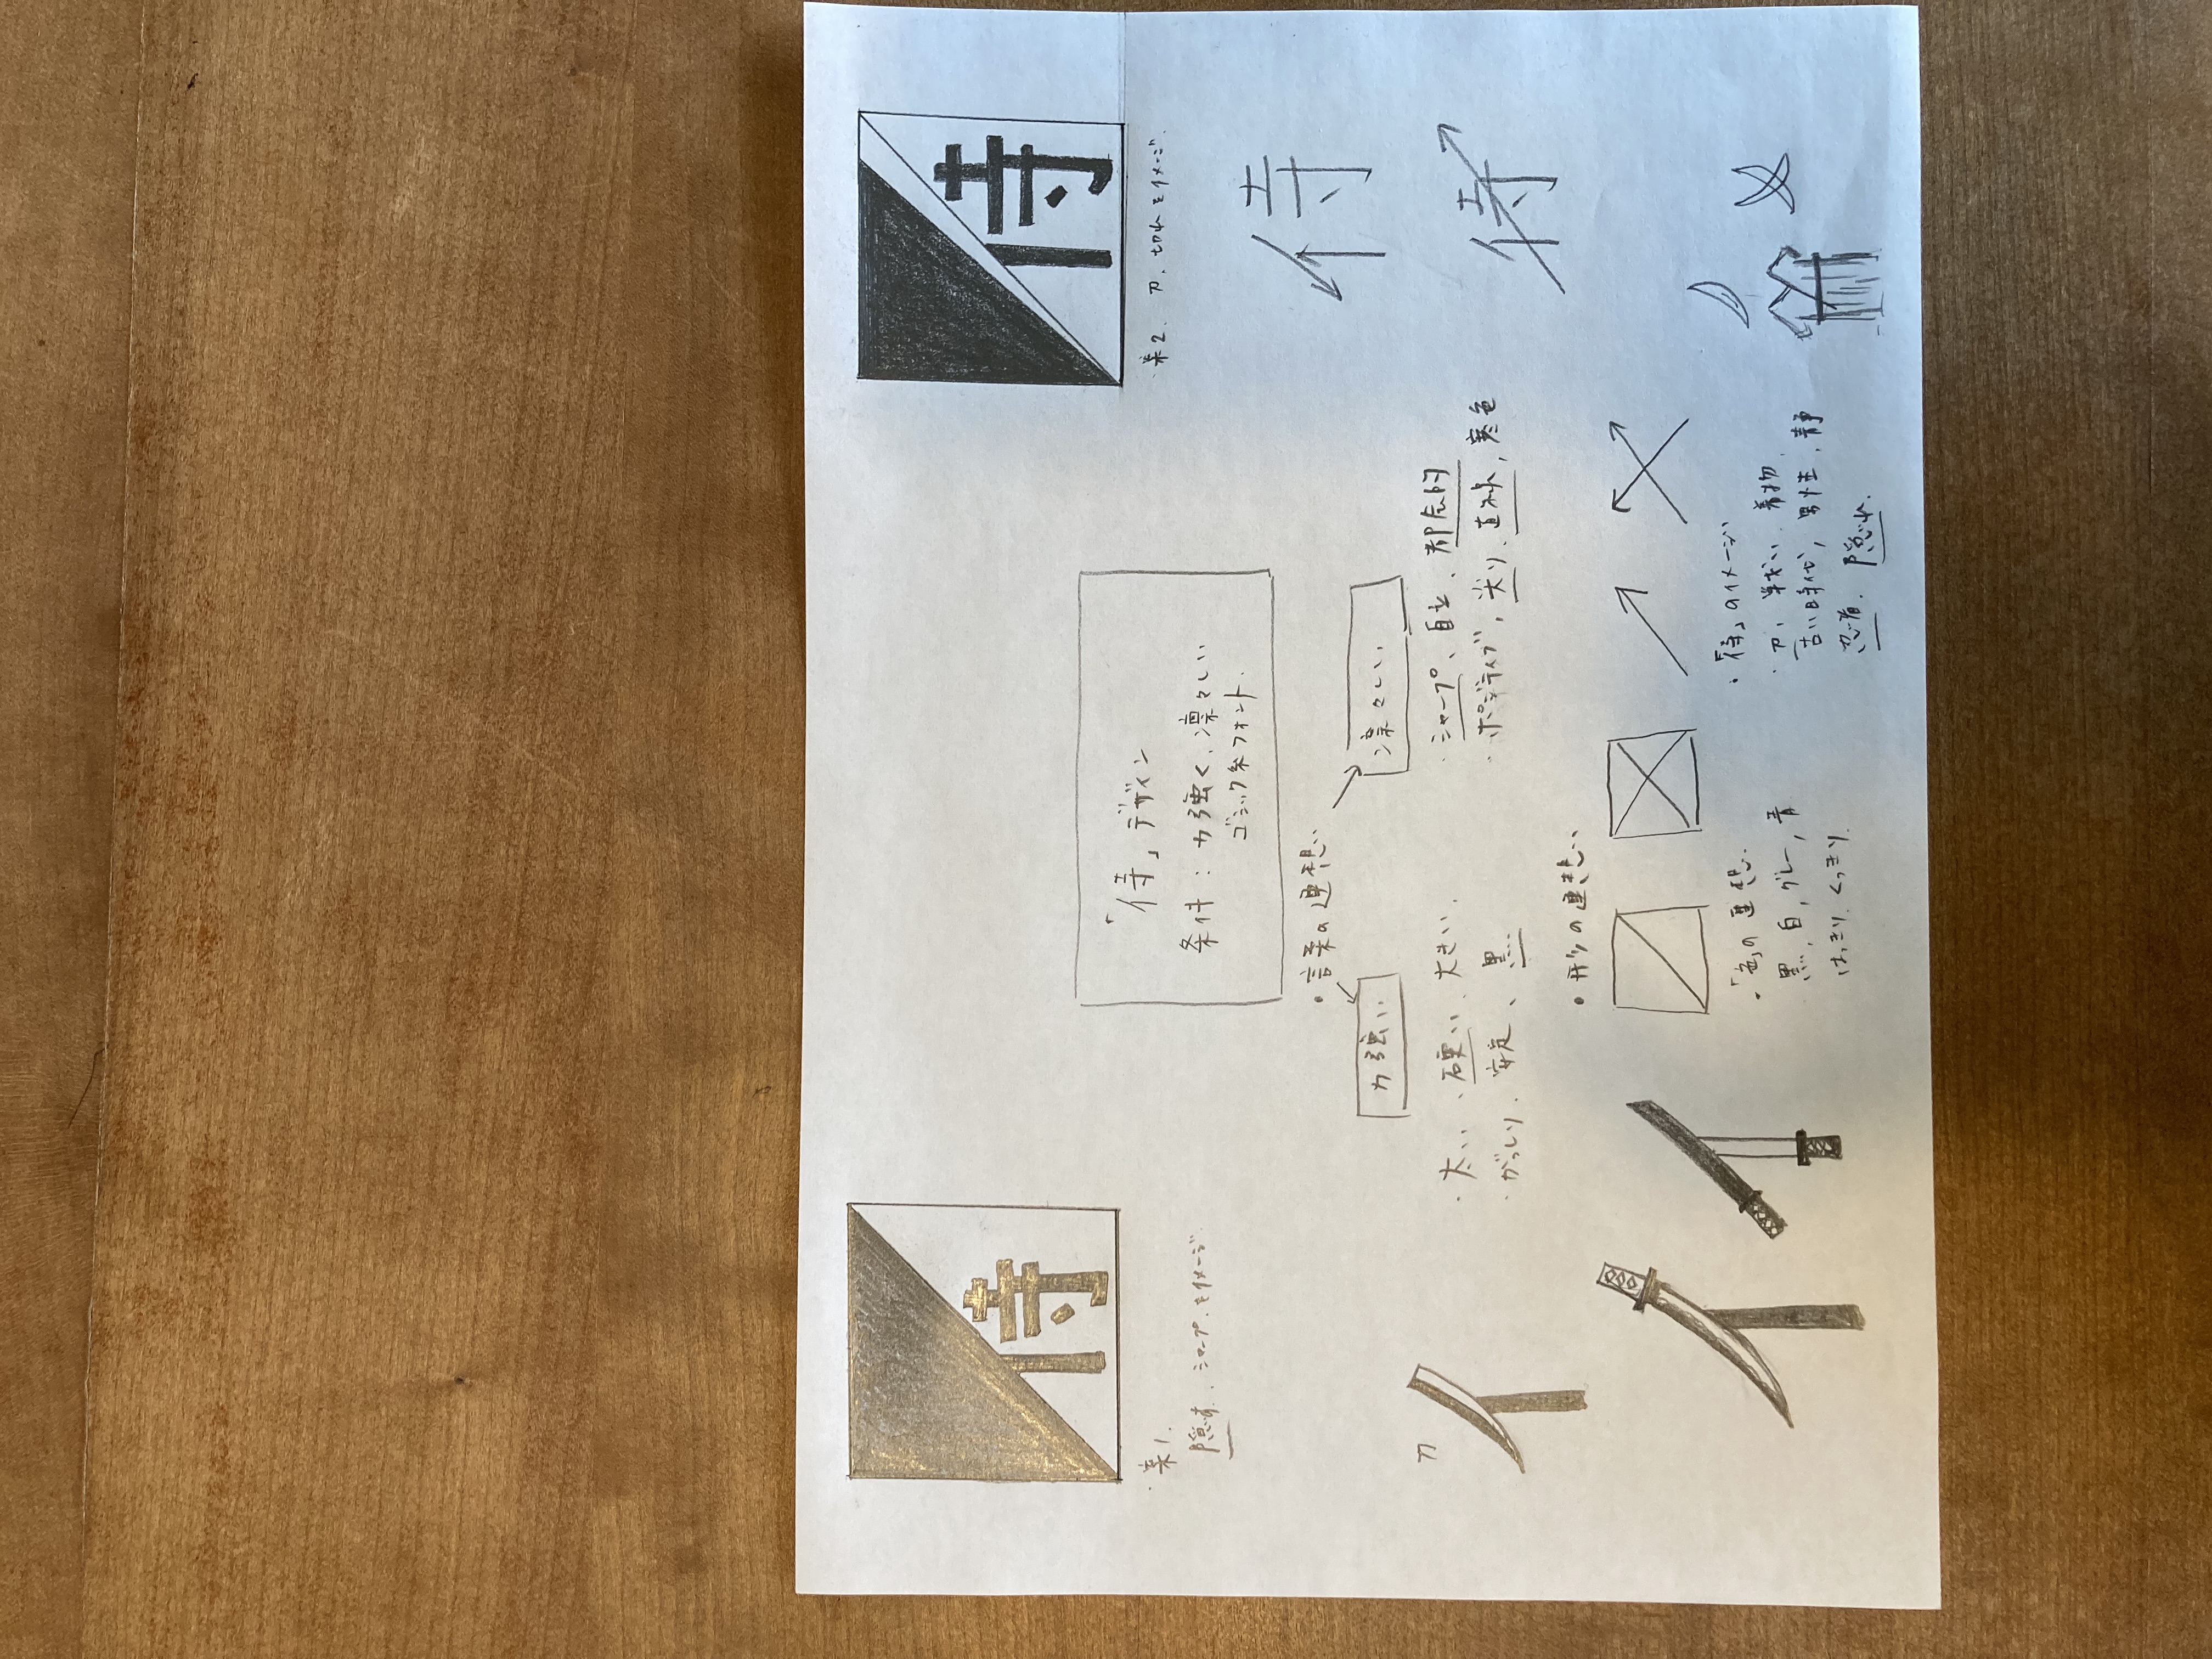 侍
侍
案1.
隠す、シャープ、をイメージ
案2. 刀、切れをイメージ.
「侍」デザイン
条件：力強く、凛々しい
ゴシック系フォント.
・言葉の連想
力強い
凛々しい
・太い、硬い、大きい、
・がっしり、安定、黒
・シャープ、自立、都会的
・ポジティブ、尖り、直線、寒色
侍
侍
刀
イ
・形の連想
・「色」の連想.
黒、白、グレー、青
はっきり、くっきり
・「侍」のイメージ
・刀、戦い、着物、
古い時代、男性、静
忍者、隠れ.